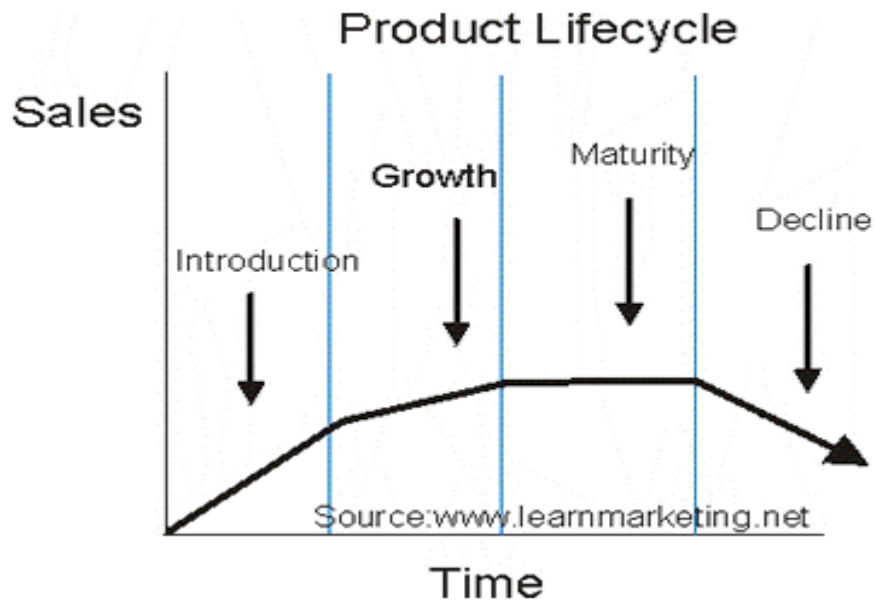 Product Lifecycle
Sales
Maturity
Growth
Decline
Introduction
Source:www.learnmarketing.net
Time